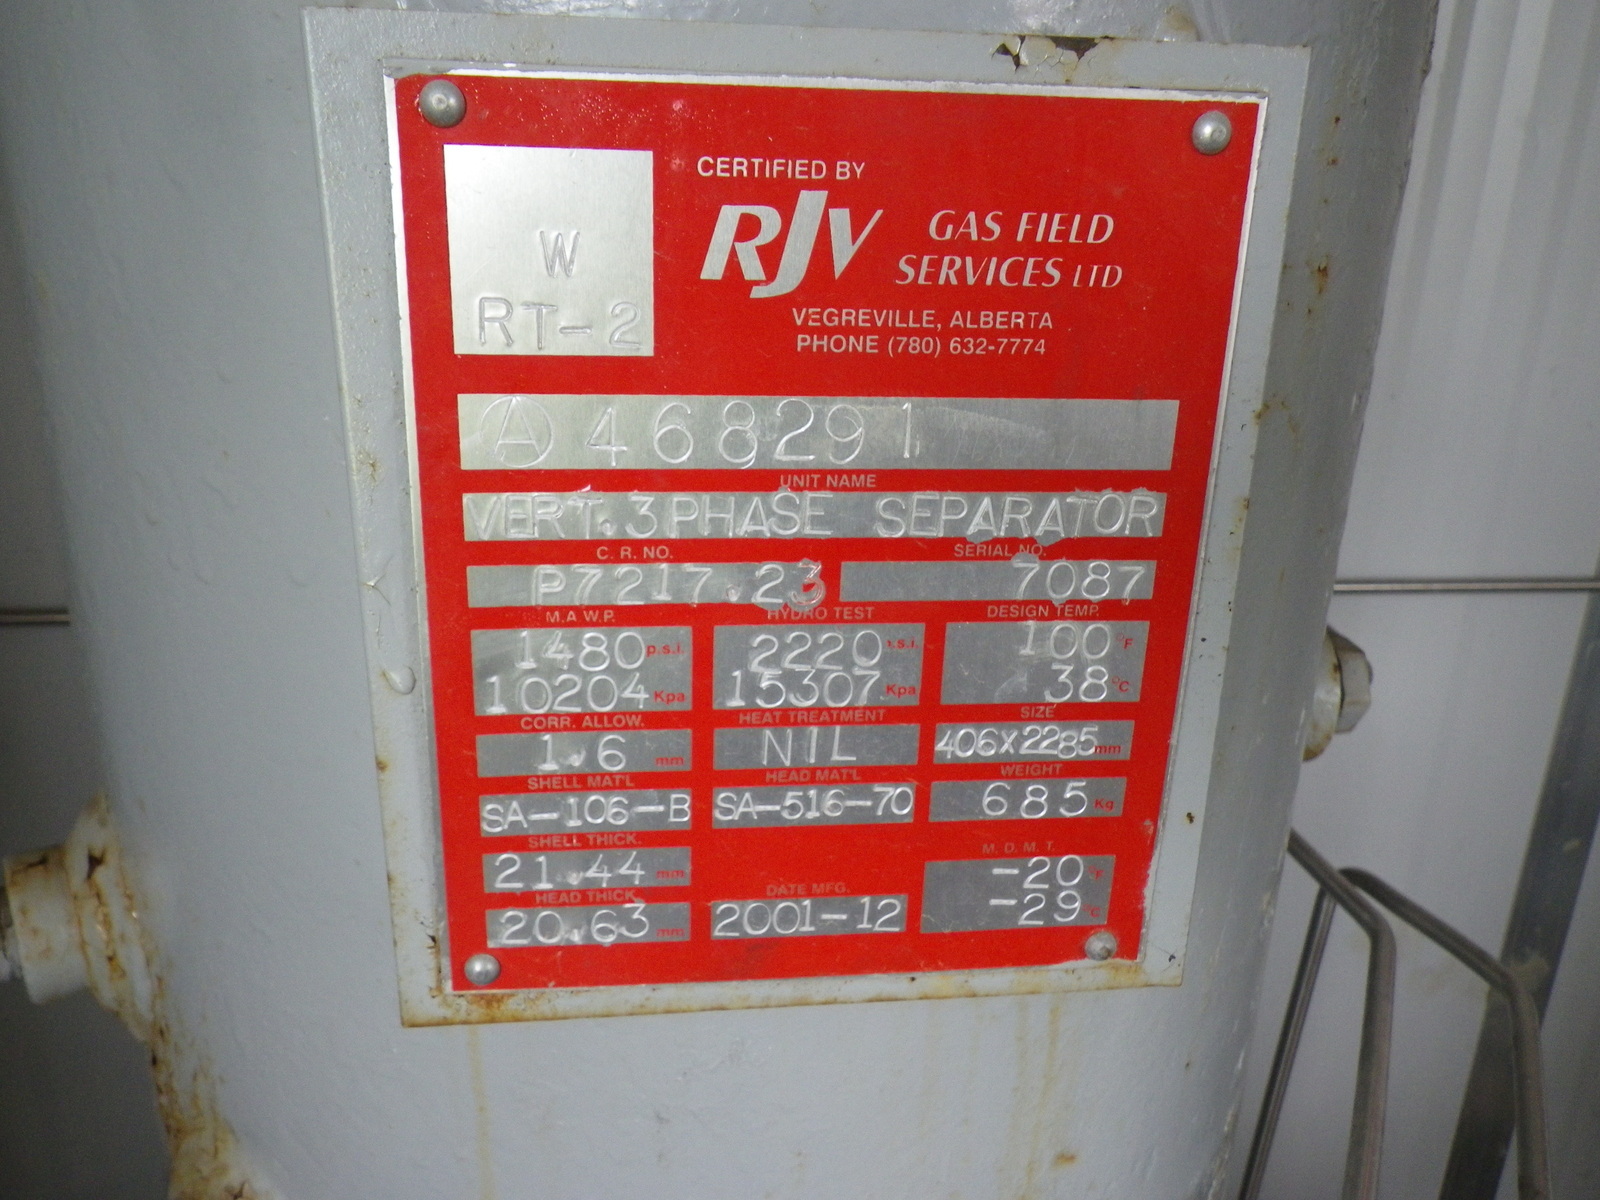 W
RT-2
CERTIFIED BY
RJV GAS FIELD
SERVICES LTD
VEGREVILLE, ALBERTA
PHONE (780) 632-7774
Ⓐ 468291
UNIT NAME
VERT. 3 PHASE SEPARATOR
C. R. NO. SERIAL NO.
P7217.23 7087
M.A.W.P. HYDRO TEST DESIGN TEMP.
1480 p.s.i. 2220 p.s.i. 100 °F
10204 Kpa 15307 Kpa 38 °C
CORR. ALLOW. HEAT TREATMENT SIZE
1.6 mm NIL 406X2285 mm
SHELL MAT'L HEAD MAT'L WEIGHT
SA-106-B SA-516-70 685 Kg
SHELL THICK. M. D. M. T.
21.44 mm -20 °F
HEAD THICK. DATE MFG. -29 °C
20.63 mm 2001-12